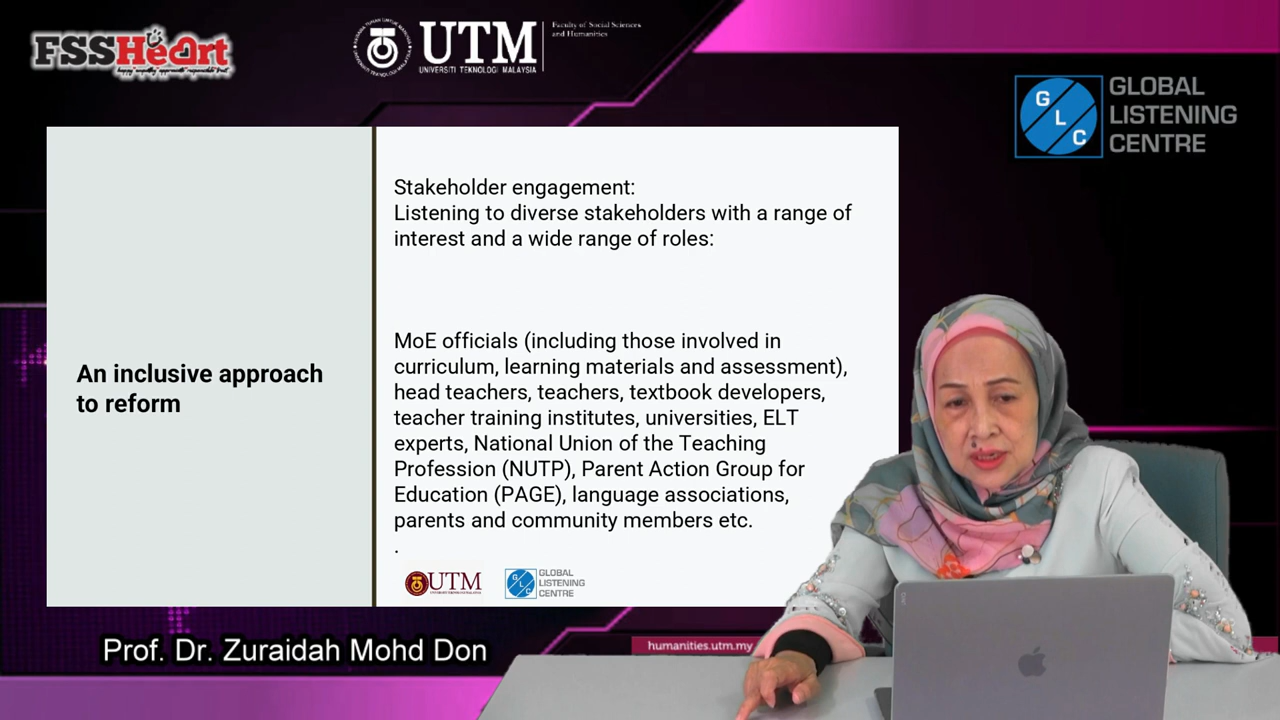 FSSHeart
UTM
UNIVERSITI TEKNOLOGI MALAYSIA
Faculty of Social Sciences
and Humanities
GLC
GLOBAL
LISTENING
CENTRE
Stakeholder engagement:
Listening to diverse stakeholders with a range of
interest and a wide range of roles:
An inclusive approach
to reform
MoE officials (including those involved in
curriculum, learning materials and assessment),
head teachers, teachers, textbook developers,
teacher training institutes, universities, ELT
experts, National Union of the Teaching
Profession (NUTP), Parent Action Group for
Education (PAGE), language associations,
parents and community members etc.
.
UTM
GLC
GLOBAL
LISTENING
CENTRE
Prof. Dr. Zuraidah Mohd Don
humanities.utm.my